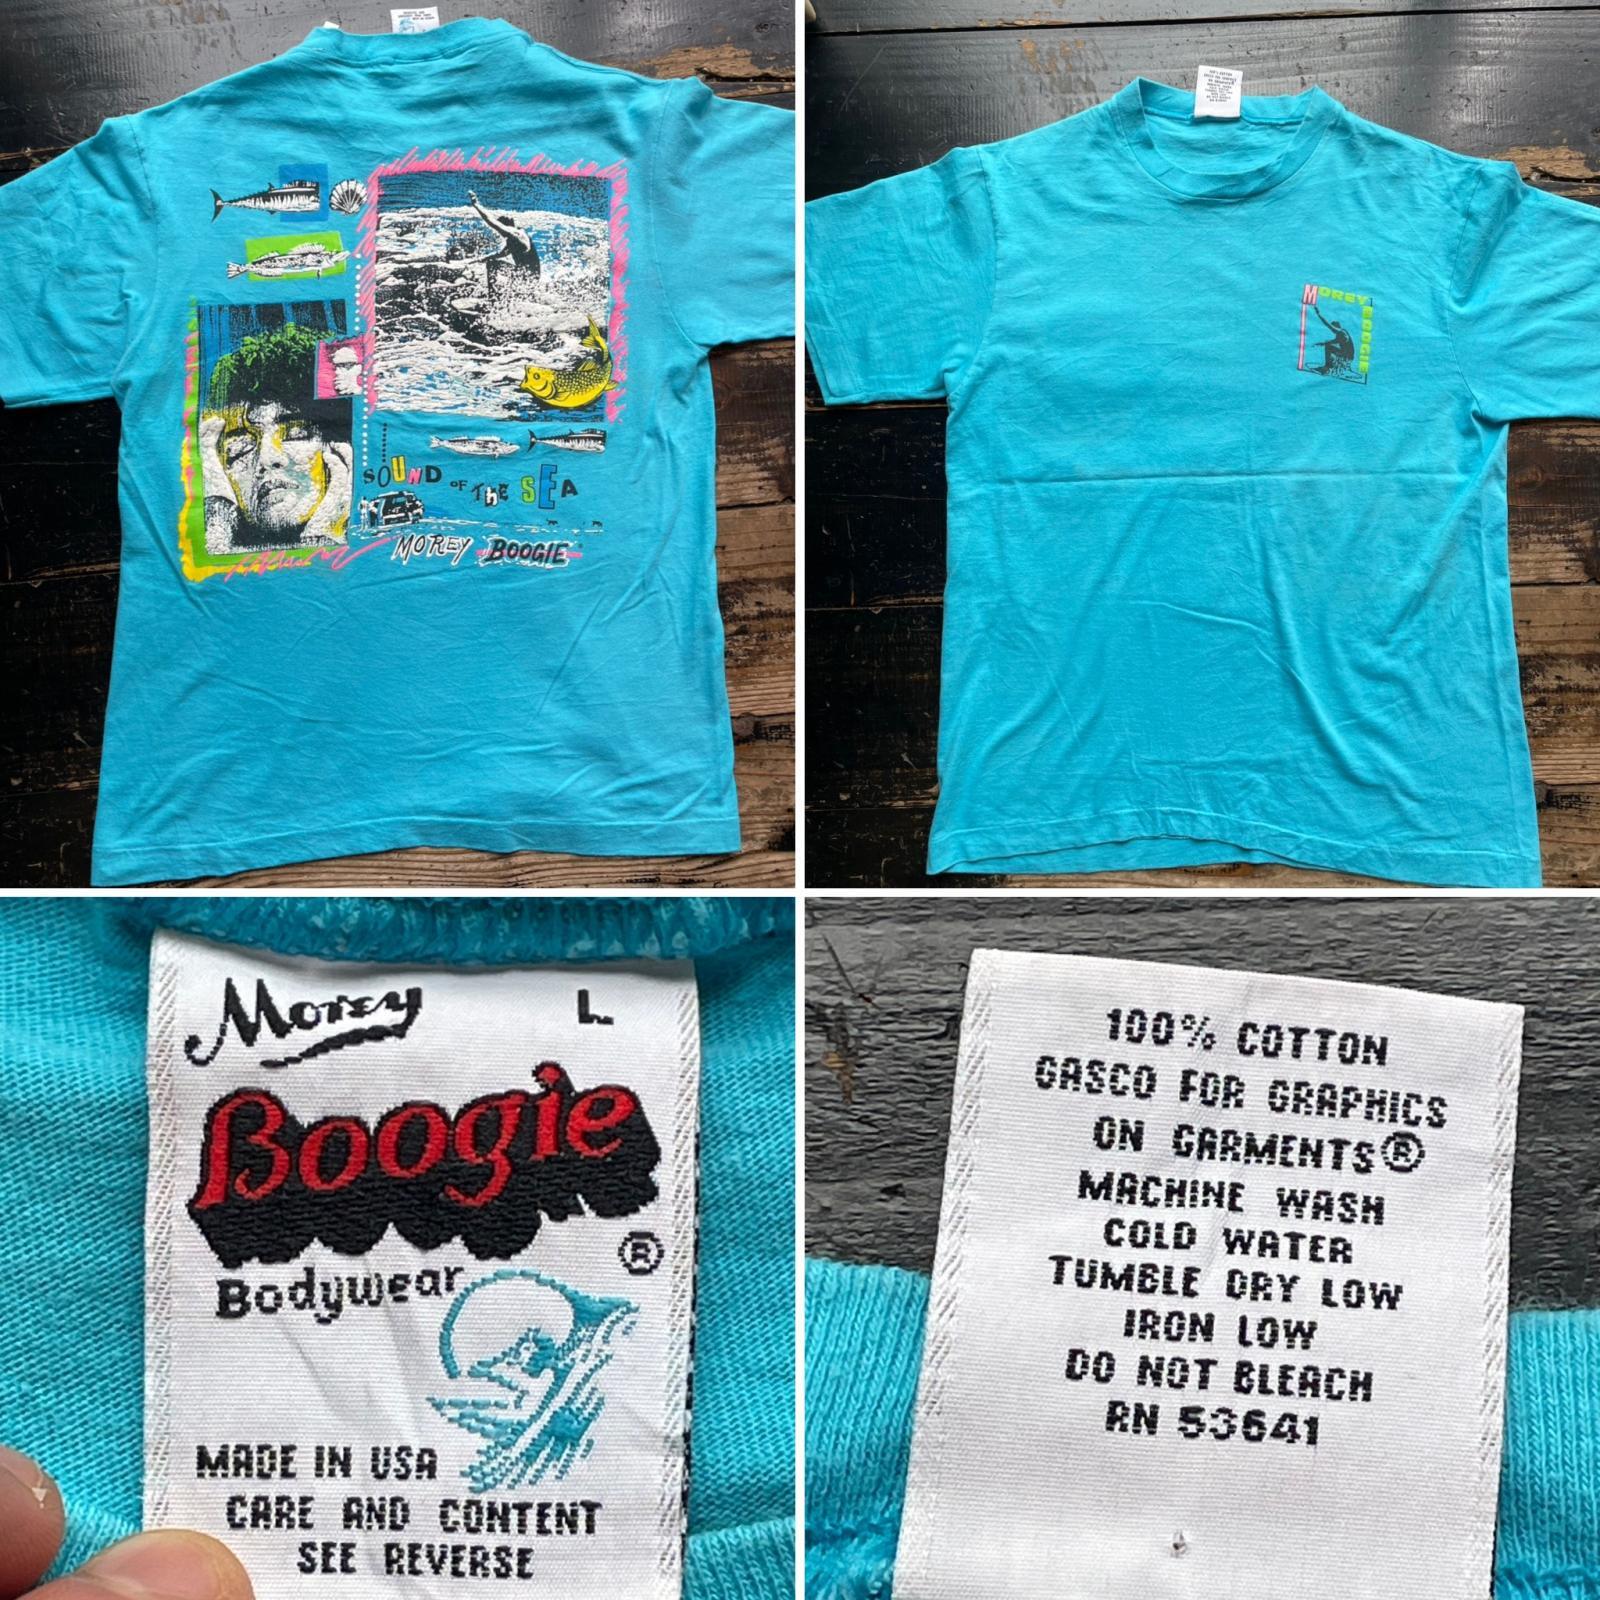 SOUND OF THE SEA
MOREY BOOGIE
MOREY
BOOGIE
Morey L
Boogie
®
Bodywear
MADE IN USA
CARE AND CONTENT
SEE REVERSE
100% COTTON
GASCO FOR GRAPHICS
ON GARMENTS®
MACHINE WASH
COLD WATER
TUMBLE DRY LOW
IRON LOW
DO NOT BLEACH
RN 53641